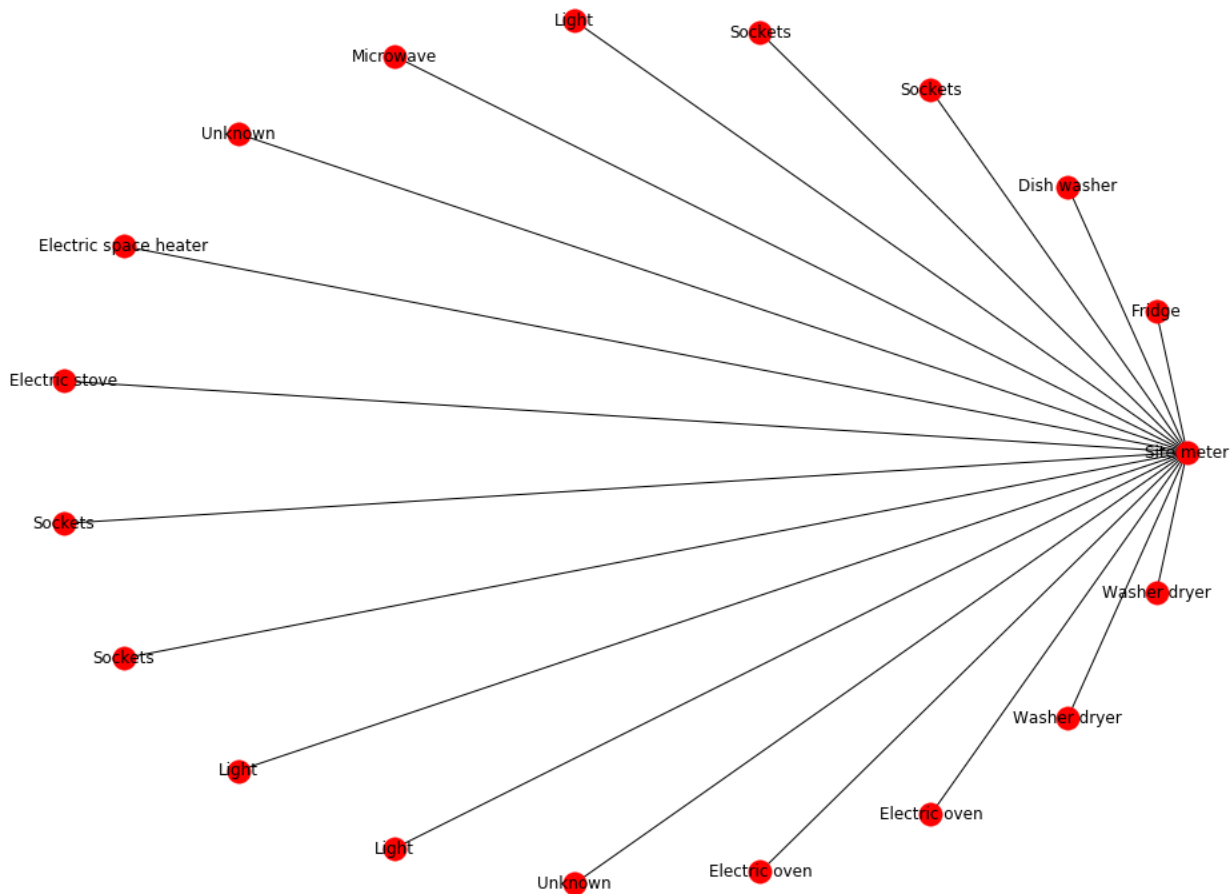 Light
Sockets
Microwave
Sockets
Unknown
Dish washer
Electric space heater
Fridge
Electric stove
Site meter
Sockets
Washer dryer
Sockets
Washer dryer
Light
Electric oven
Light
Electric oven
Unknown